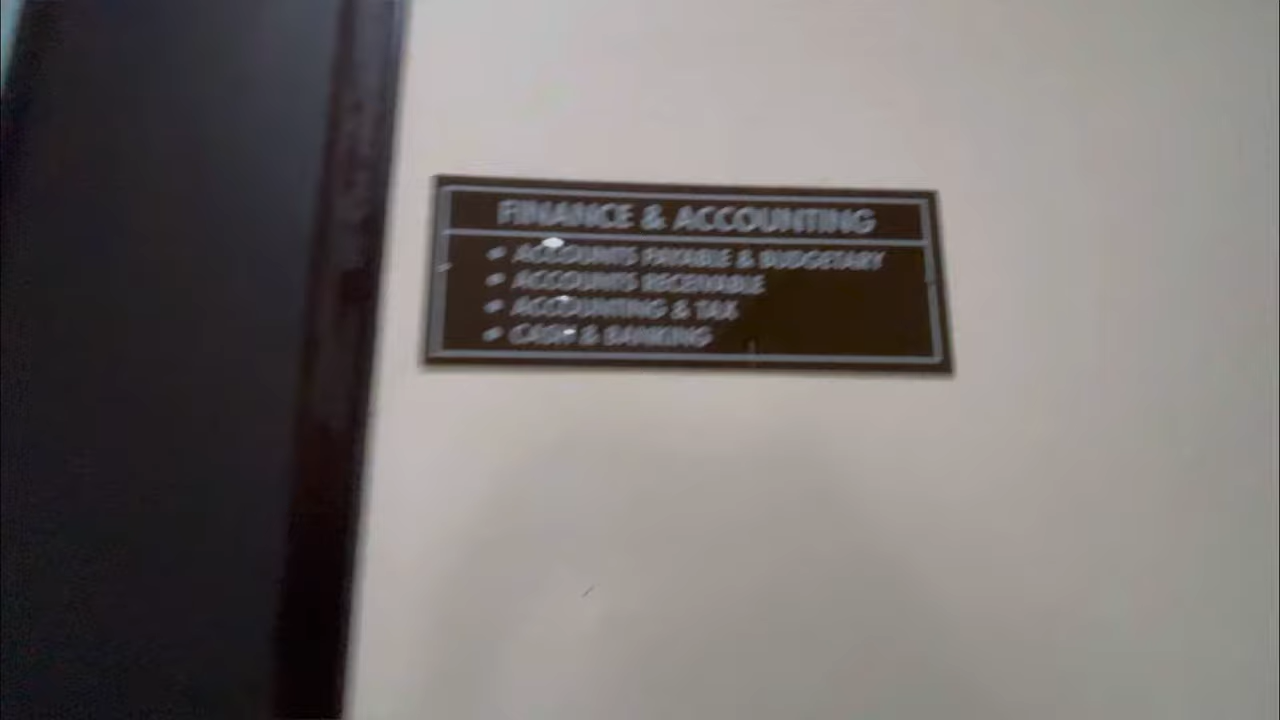 FINANCE & ACCOUNTING
ACCOUNTS PAYABLE & BUDGETARY
ACCOUNTS RECEIVABLE
ACCOUNTING & TAX
CASH & BANKING